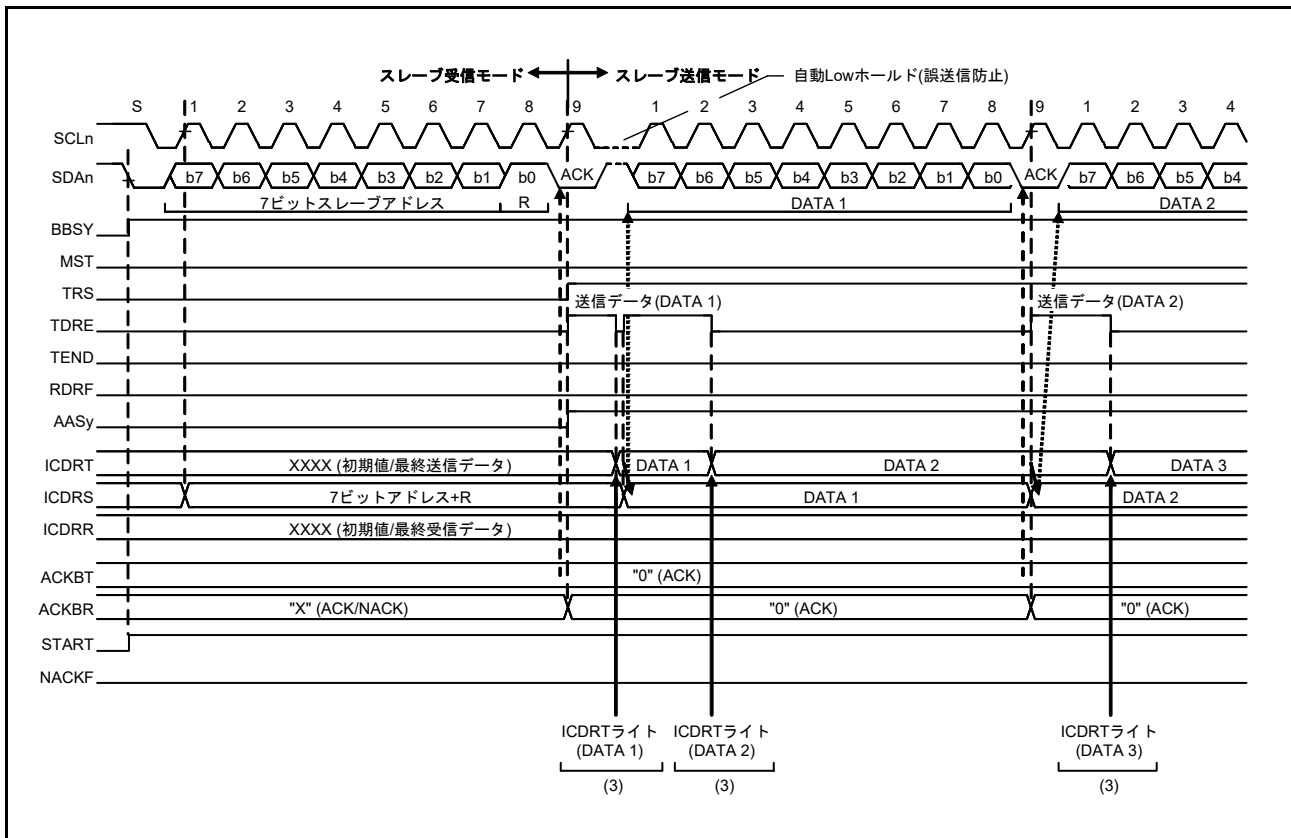 スレーブ受信モード スレーブ送信モード 自動Lowホールド(誤送信防止)
S 1 2 3 4 5 6 7 8 9 1 2 3 4 5 6 7 8 9 1 2 3 4
SCLn
SDAn b7 b6 b5 b4 b3 b2 b1 b0 ACK b7 b6 b5 b4 b3 b2 b1 b0 ACK b7 b6 b5 b4
7ビットスレーブアドレス R DATA 1 DATA 2
BBSY
MST
TRS
送信データ(DATA 1) 送信データ(DATA 2)
TDRE
TEND
RDRF
AASy
ICDRT XXXX (初期値/最終送信データ) DATA 1 DATA 2 DATA 3
ICDRS 7ビットアドレス+R DATA 1 DATA 2
ICDRR XXXX (初期値/最終受信データ)
ACKBT "0" (ACK)
ACKBR "X" (ACK/NACK) "0" (ACK) "0" (ACK)
START
NACKF
ICDRTライト ICDRTライト ICDRTライト
(DATA 1) (DATA 2) (DATA 3)
(3) (3) (3)